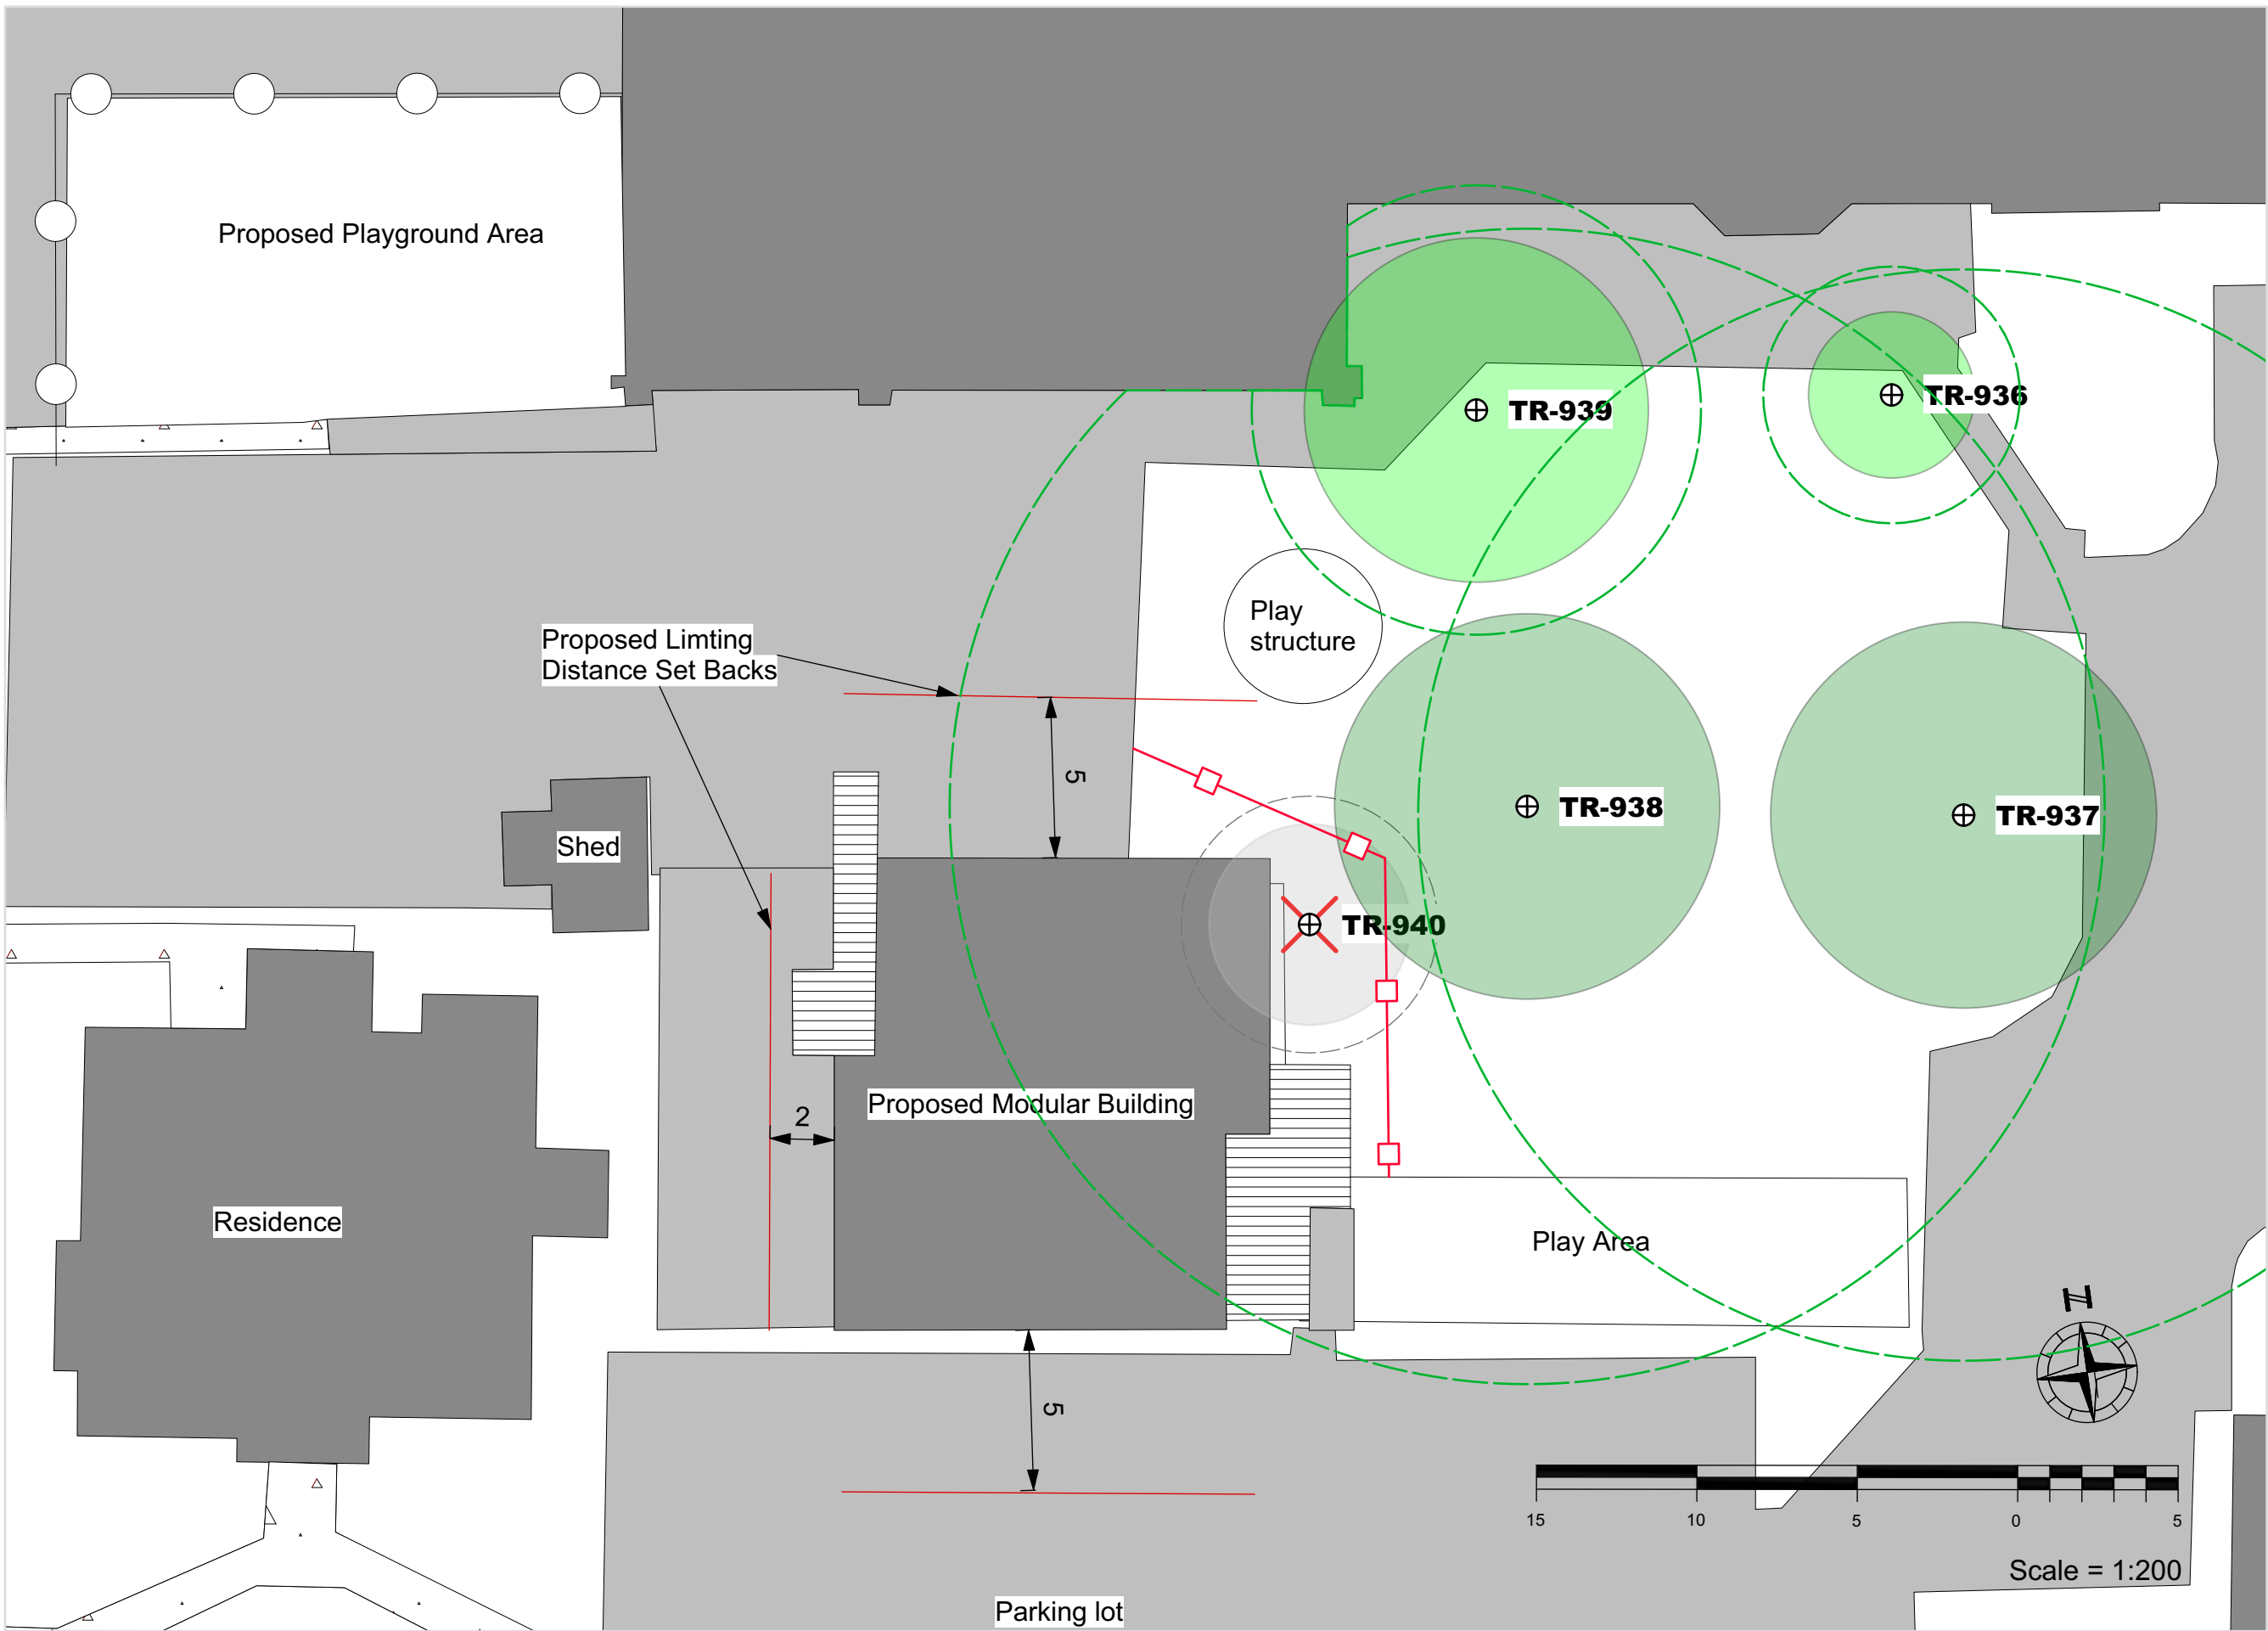 Proposed Playground Area
TR-939
TR-936
Play
structure
Proposed Limting
Distance Set Backs
5
TR-938
TR-937
Shed
TR-940
Proposed Modular Building
2
Residence
Play Area
N
5
15 10 5 0 5
Scale = 1:200
Parking lot